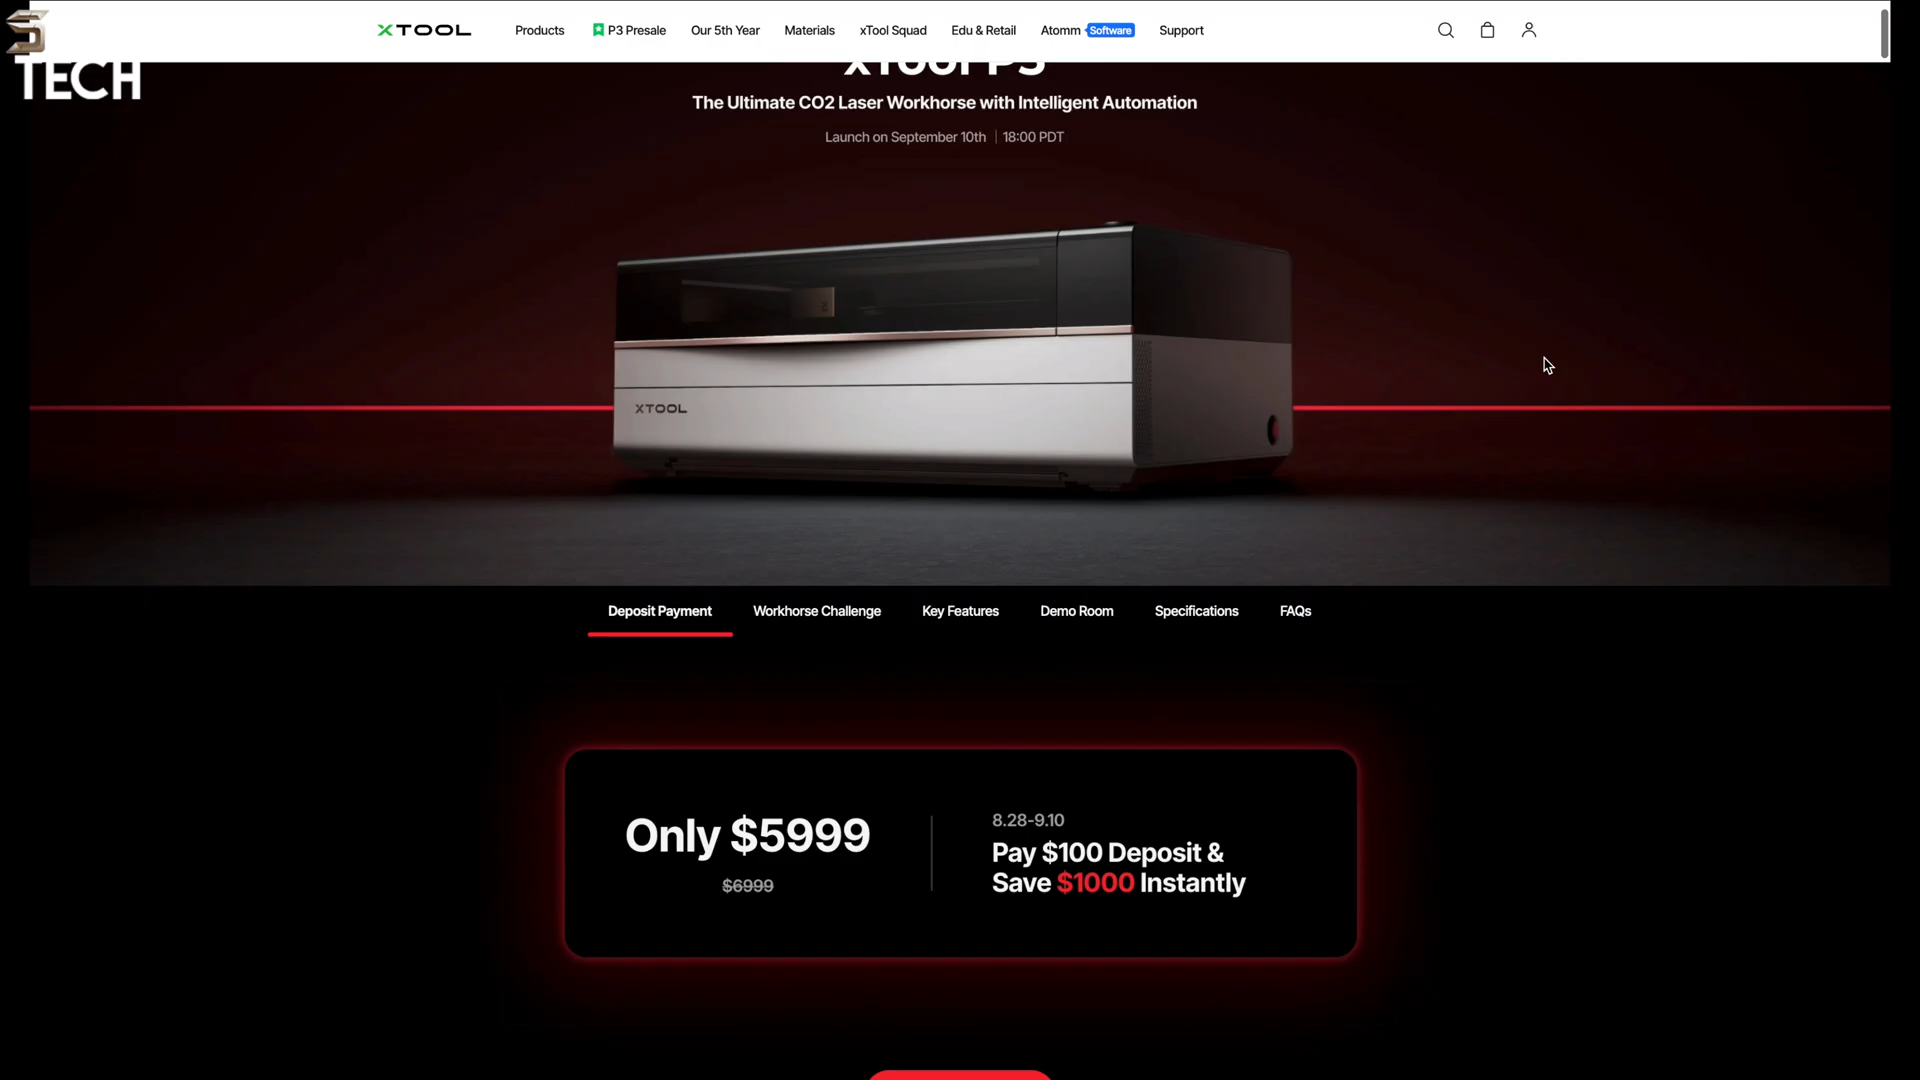 XTOOL
Products
P3 Presale
Our 5th Year
Materials
xTool Squad
Edu & Retail
Atomm Software
Support
TECH
xTool P3
The Ultimate CO2 Laser Workhorse with Intelligent Automation
Launch on September 10th | 18:00 PDT
XTOOL
Deposit Payment
Workhorse Challenge
Key Features
Demo Room
Specifications
FAQs
Only $5999
$6999
8.28-9.10
Pay $100 Deposit &
Save $1000 Instantly